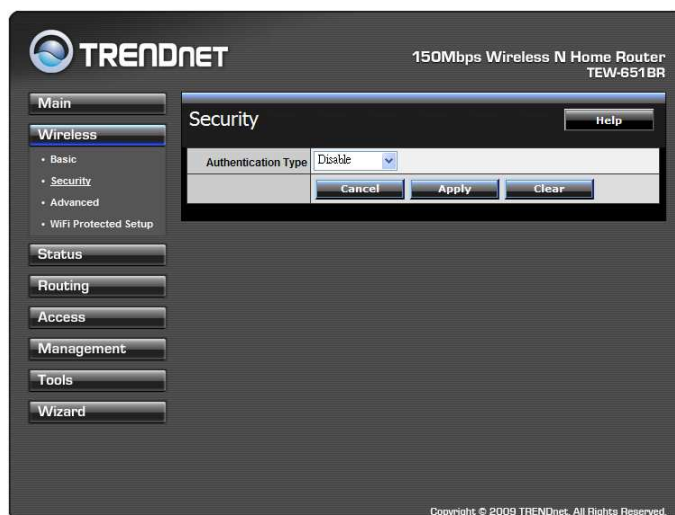 TRENDNET
150Mbps Wireless N Home Router
TEW-651BR
Main
Wireless
• Basic
• Security
• Advanced
• WiFi Protected Setup
Status
Routing
Access
Management
Tools
Wizard
Security
Help
Authentication Type Disable
Cancel Apply Clear
Copyright © 2009 TRENDnet. All Rights Reserved.